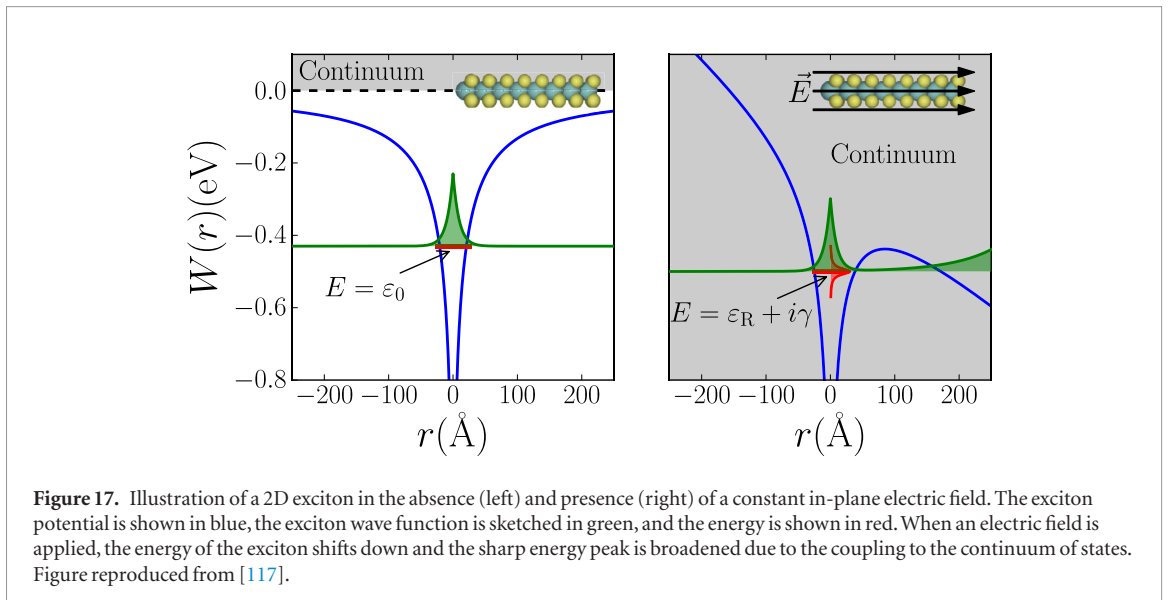 Continuum
0.0
−0.2
−0.4
−0.6
−0.8
W(r)(eV)
E = ε₀
−200 −100 0 100 200
r(Å)
E⃗
Continuum
E = ε_R + iγ
−200 −100 0 100 200
r(Å)
Figure 17. Illustration of a 2D exciton in the absence (left) and presence (right) of a constant in-plane electric field. The exciton
potential is shown in blue, the exciton wave function is sketched in green, and the energy is shown in red. When an electric field is
applied, the energy of the exciton shifts down and the sharp energy peak is broadened due to the coupling to the continuum of states.
Figure reproduced from [117].